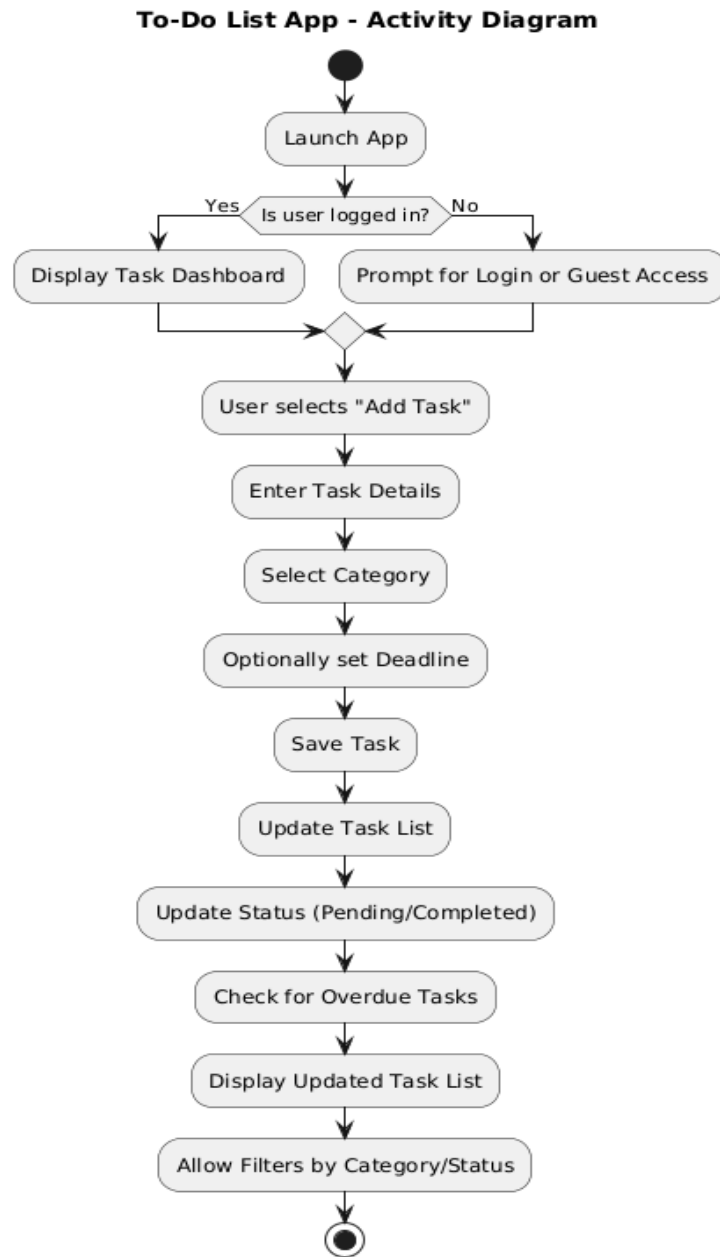 To-Do List App - Activity Diagram
Launch App
Yes
Is user logged in?
No
Display Task Dashboard
Prompt for Login or Guest Access
User selects "Add Task"
Enter Task Details
Select Category
Optionally set Deadline
Save Task
Update Task List
Update Status (Pending/Completed)
Check for Overdue Tasks
Display Updated Task List
Allow Filters by Category/Status